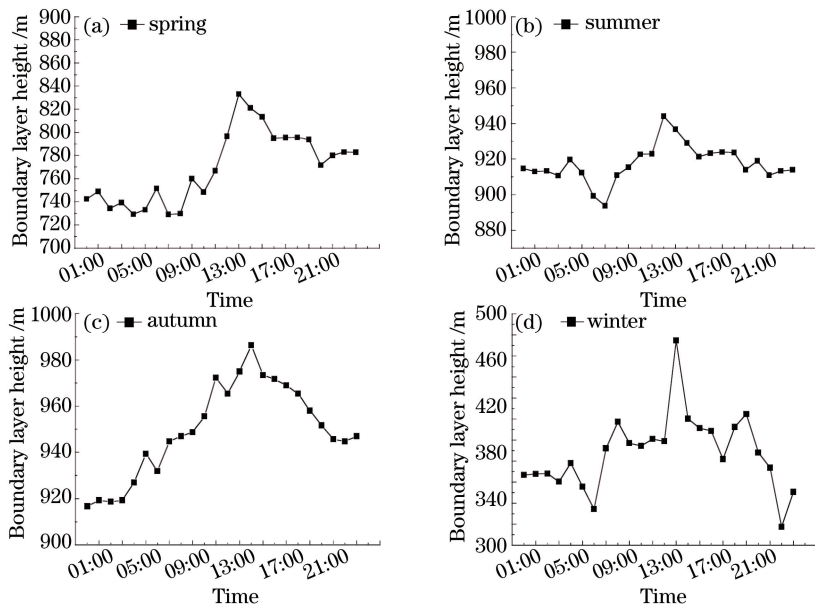 (a) spring
Boundary layer height /m
900
880
860
840
820
800
780
760
740
720
700
01:00 05:00 09:00 13:00 17:00 21:00
Time
(b) summer
Boundary layer height /m
1000
980
960
940
920
900
880
01:00 05:00 09:00 13:00 17:00 21:00
Time
(c) autumn
Boundary layer height /m
1000
980
960
940
920
900
01:00 05:00 09:00 13:00 17:00 21:00
Time
(d) winter
Boundary layer height /m
500
460
420
380
340
300
01:00 05:00 09:00 13:00 17:00 21:00
Time